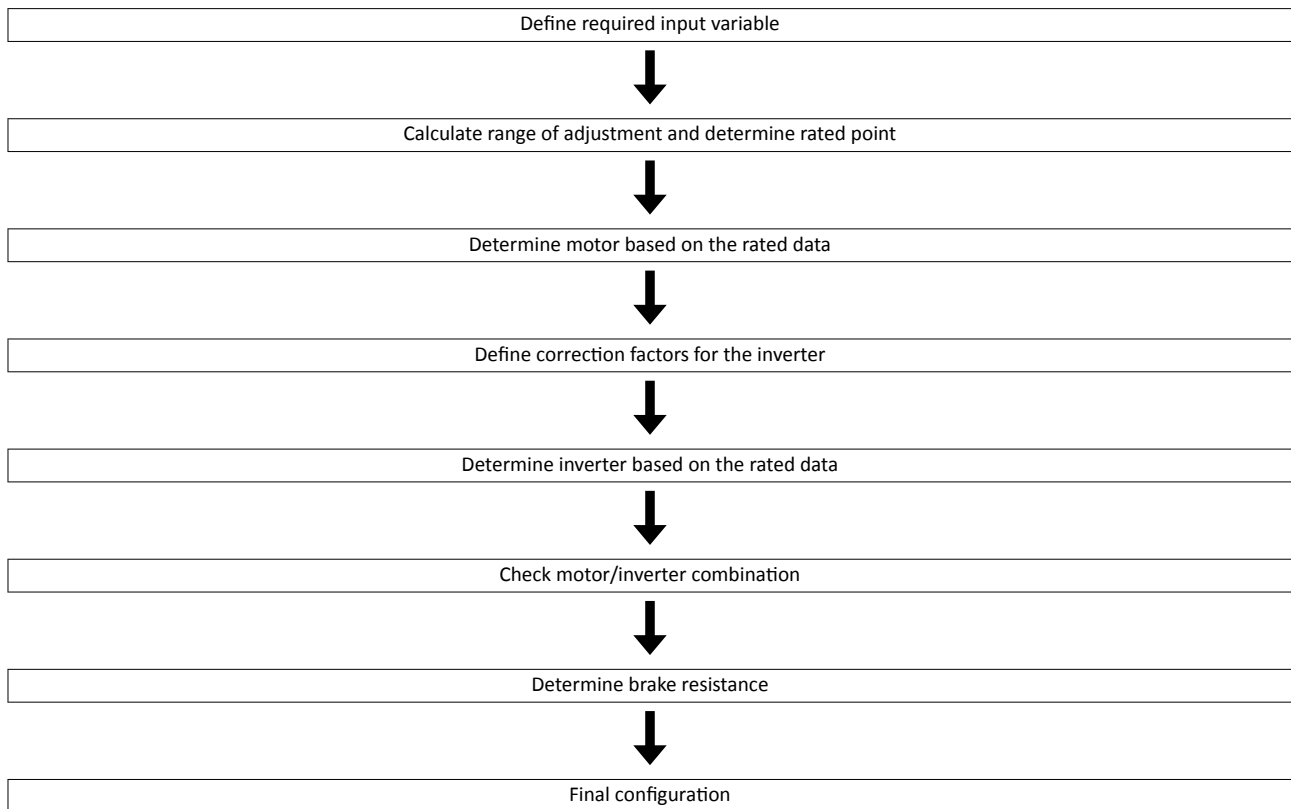 Define required input variable
Calculate range of adjustment and determine rated point
Determine motor based on the rated data
Define correction factors for the inverter
Determine inverter based on the rated data
Check motor/inverter combination
Determine brake resistance
Final configuration